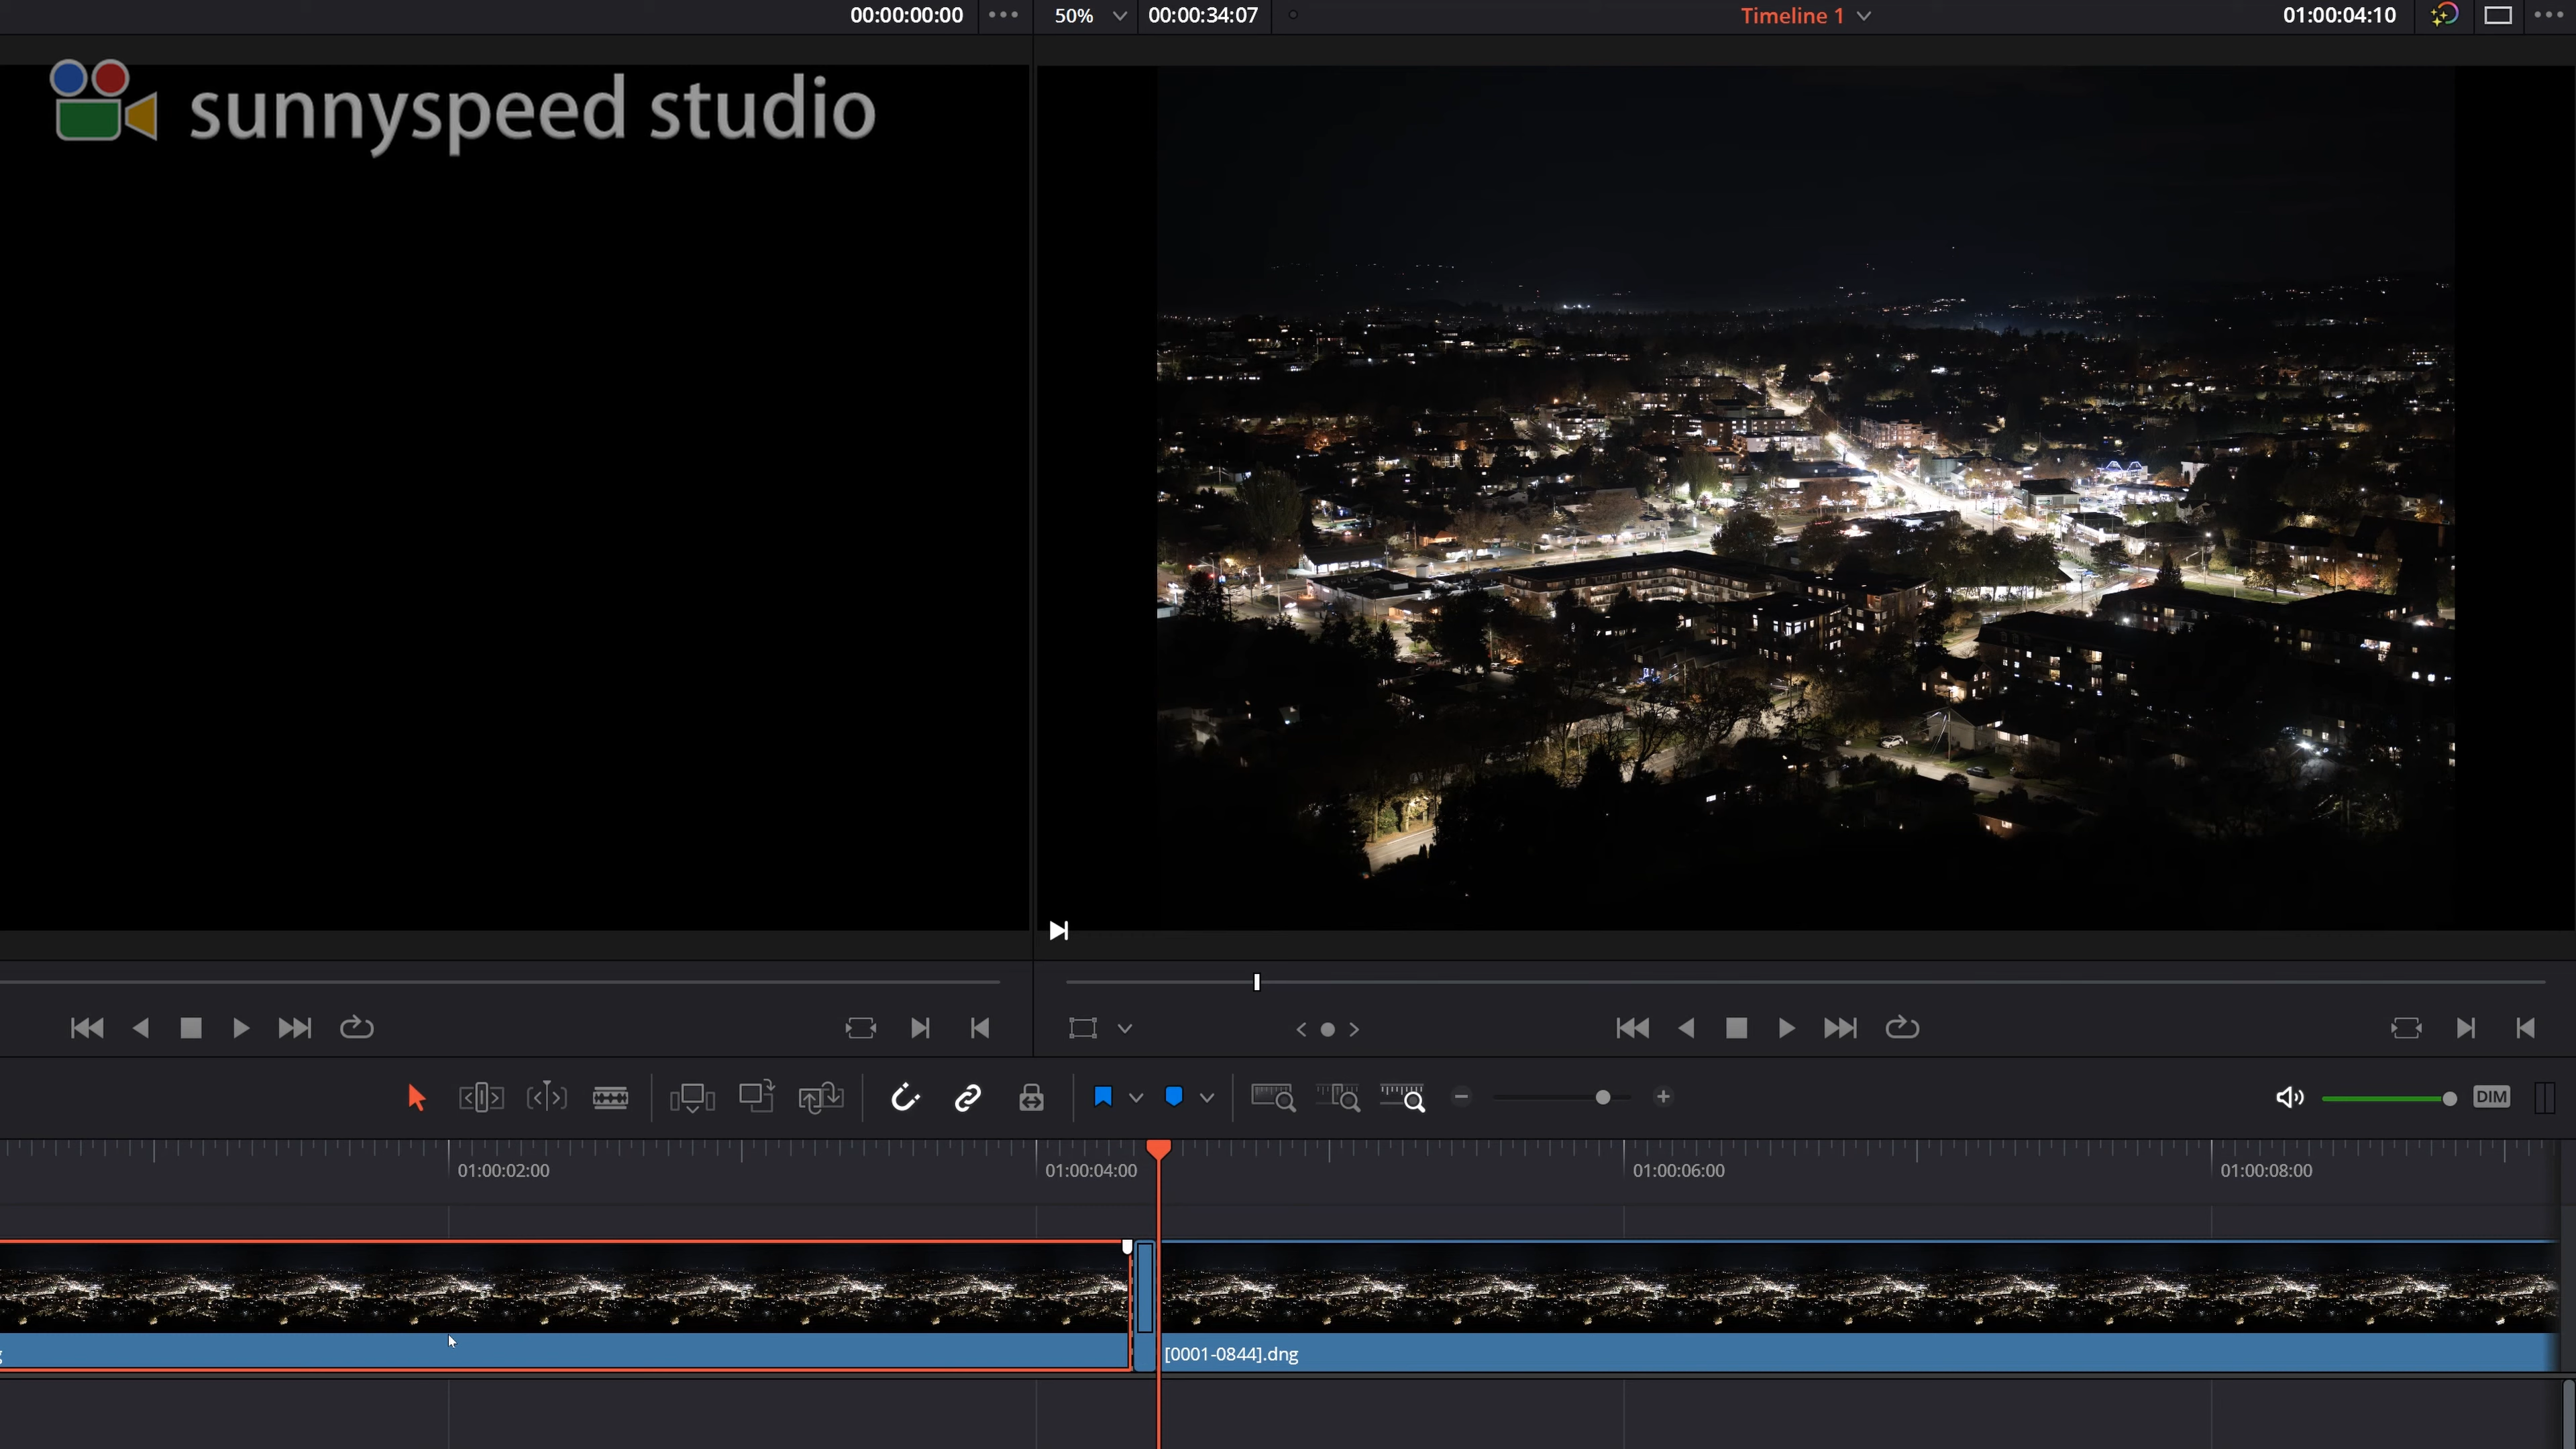 00:00:00:00
50%
00:00:34:07
Timeline 1
01:00:04:10
sunnyspeed studio
DIM
01:00:02:00
01:00:04:00
01:00:06:00
01:00:08:00
[0001-0844].dng